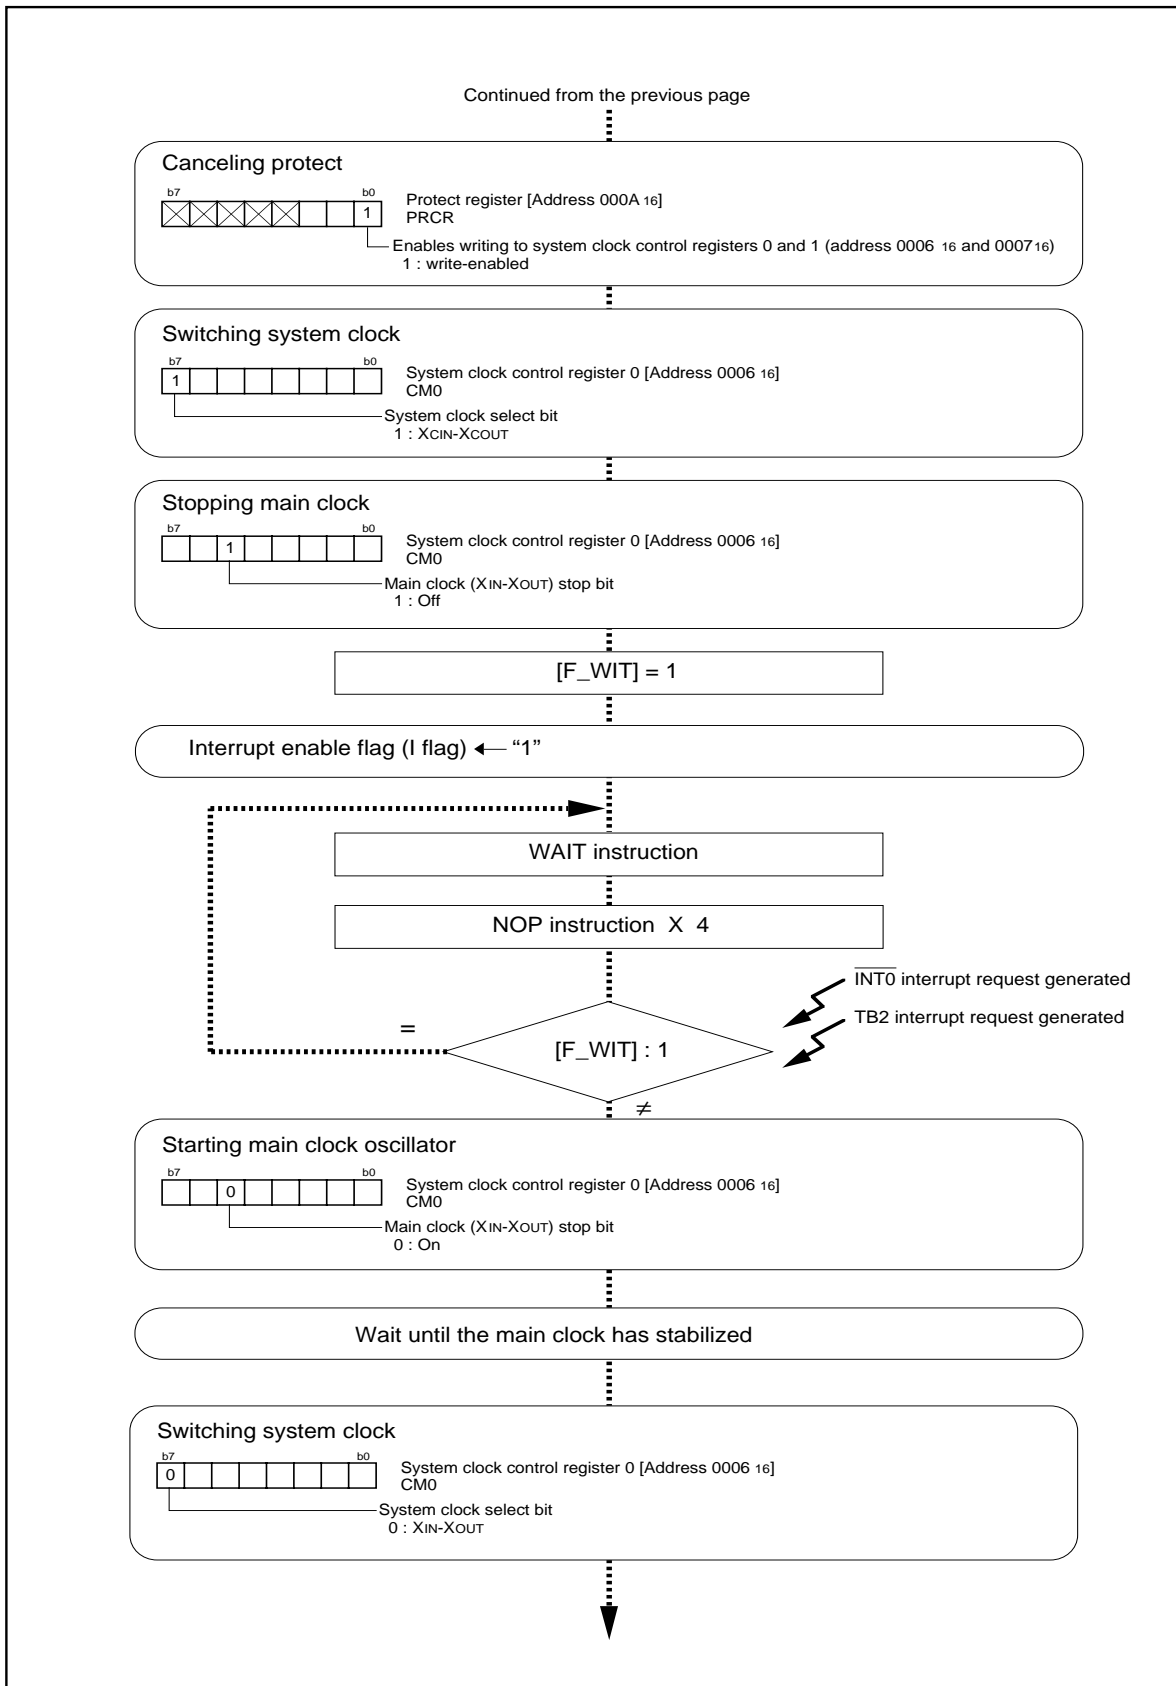 Continued from the previous page
Canceling protect
b7 b0
1
Protect register [Address 000A 16]
PRCR
Enables writing to system clock control registers 0 and 1 (address 0006 16 and 0007 16)
1 : write-enabled
Switching system clock
b7 b0
1
System clock control register 0 [Address 0006 16]
CM0
System clock select bit
1 : XCIN-XCOUT
Stopping main clock
b7 b0
1
System clock control register 0 [Address 0006 16]
CM0
Main clock (XIN-XOUT) stop bit
1 : Off
[F_WIT] = 1
Interrupt enable flag (I flag) ← “1”
WAIT instruction
NOP instruction X 4
INT0 interrupt request generated
TB2 interrupt request generated
=
[F_WIT] : 1
≠
Starting main clock oscillator
b7 b0
0
System clock control register 0 [Address 0006 16]
CM0
Main clock (XIN-XOUT) stop bit
0 : On
Wait until the main clock has stabilized
Switching system clock
b7 b0
0
System clock control register 0 [Address 0006 16]
CM0
System clock select bit
0 : XIN-XOUT